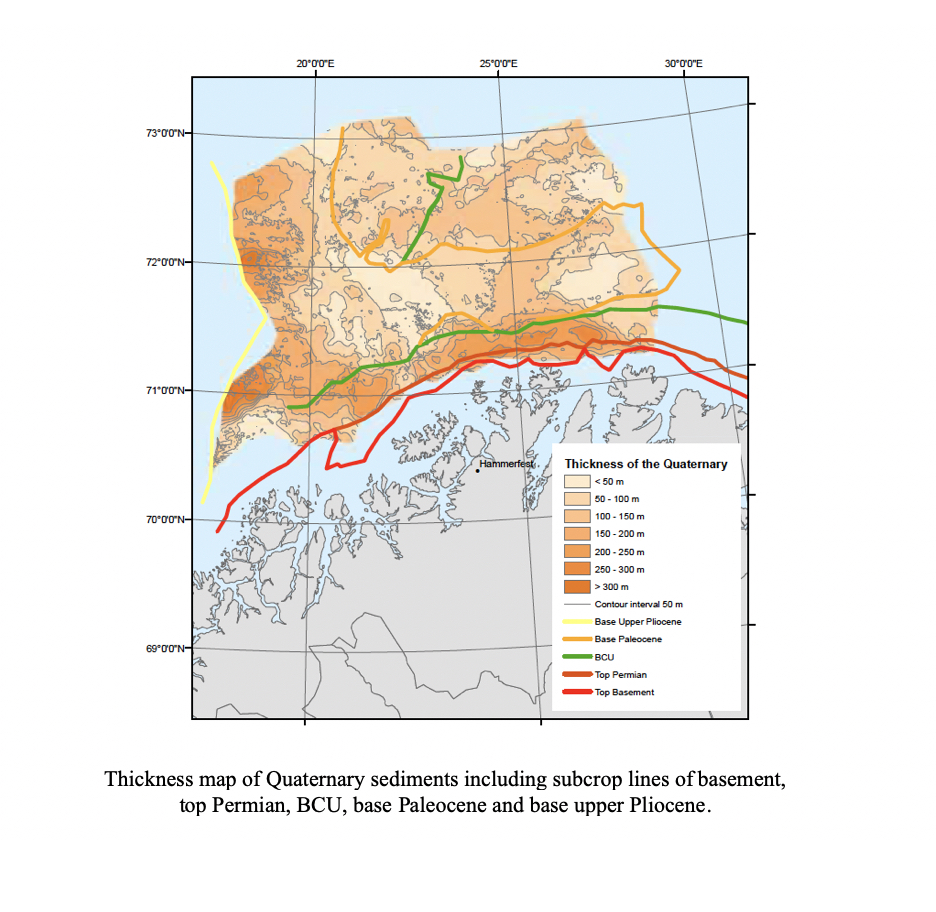 20°0'0"E
25°0'0"E
30°0'0"E
73°0'0"N
72°0'0"N
71°0'0"N
70°0'0"N
69°0'0"N
Hammerfest
Thickness of the Quaternary
< 50 m
50 - 100 m
100 - 150 m
150 - 200 m
200 - 250 m
250 - 300 m
> 300 m
Contour interval 50 m
Base Upper Pliocene
Base Paleocene
BCU
Top Permian
Top Basement
Thickness map of Quaternary sediments including subcrop lines of basement,
top Permian, BCU, base Paleocene and base upper Pliocene.